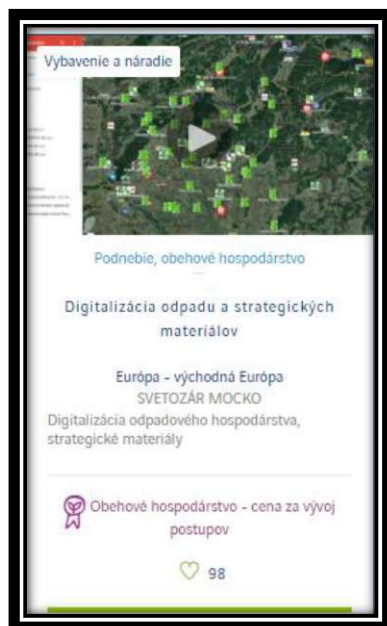 Vybavenie a náradie
Podnebie, obehové hospodárstvo
Digitalizácia odpadu a strategických
materiálov
Európa - východná Európa
SVETOZÁR MOCKO
Digitalizácia odpadového hospodárstva,
strategické materiály
Obehové hospodárstvo - cena za vývoj
postupov
98